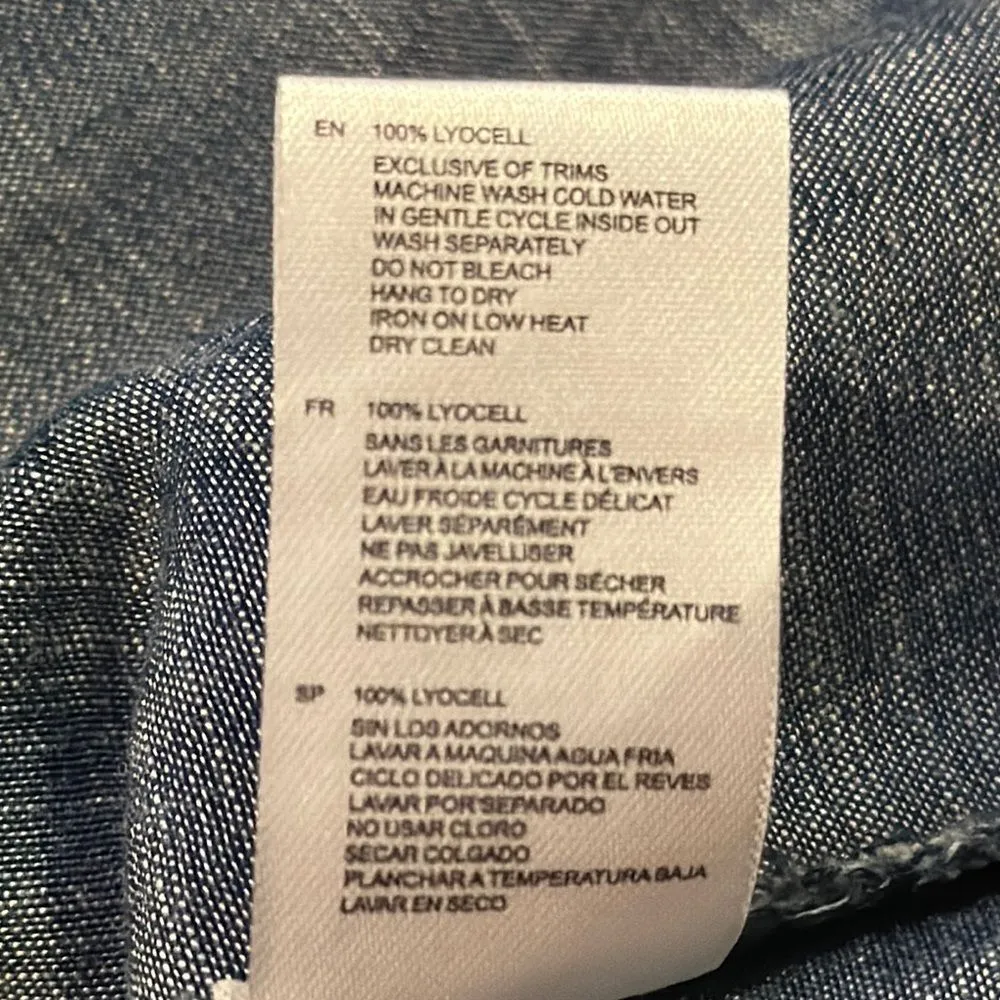 EN 100% LYOCELL
EXCLUSIVE OF TRIMS
MACHINE WASH COLD WATER
IN GENTLE CYCLE INSIDE OUT
WASH SEPARATELY
DO NOT BLEACH
HANG TO DRY
IRON ON LOW HEAT
DRY CLEAN
FR 100% LYOCELL
SANS LES GARNITURES
LAVER À LA MACHINE À L'ENVERS
EAU FROIDE CYCLE DÉLICAT
LAVER SÉPARÉMENT
NE PAS JAVELLISER
ACCROCHER POUR SÉCHER
REPASSER À BASSE TEMPÉRATURE
NETTOYER À SEC
SP 100% LYOCELL
SIN LOS ADORNOS
LAVAR A MAQUINA AGUA FRIA
CICLO DELICADO POR EL REVES
LAVAR POR SEPARADO
NO USAR CLORO
SECAR COLGADO
PLANCHAR A TEMPERATURA BAJA
LAVAR EN SECO